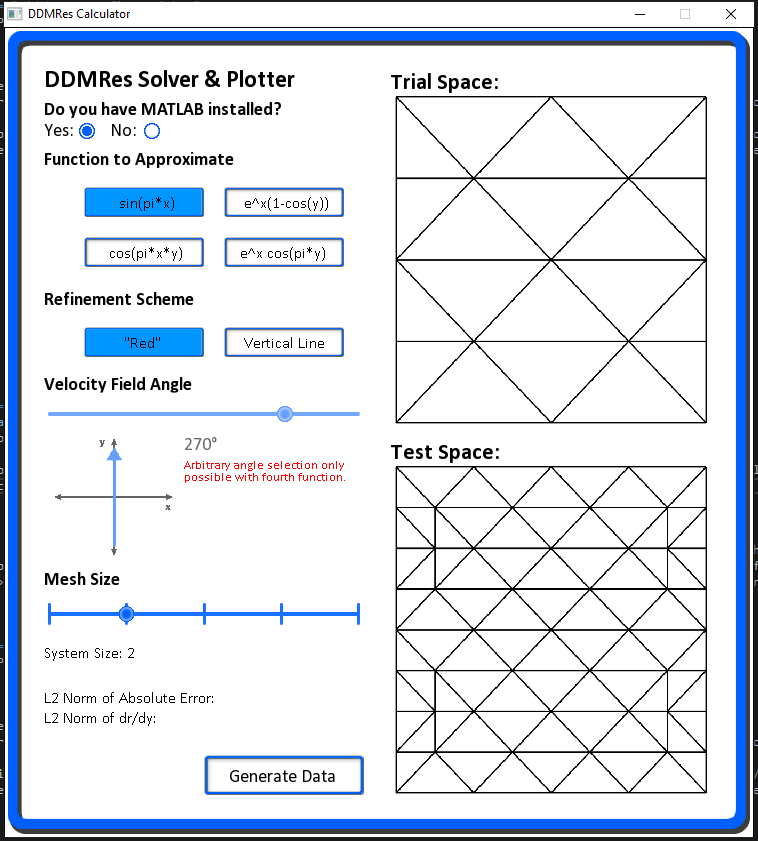 DDMRes Calculator
DDMRes Solver & Plotter
Do you have MATLAB installed?
Yes: No:
Function to Approximate
sin(pi*x) e^x(1-cos(y))
cos(pi*x*y) e^x cos(pi*y)
Refinement Scheme
"Red" Vertical Line
Velocity Field Angle
y
270°
Arbitrary angle selection only
possible with fourth function.
x
Mesh Size
System Size: 2
L2 Norm of Absolute Error:
L2 Norm of dr/dy:
Generate Data
Trial Space:
Test Space: